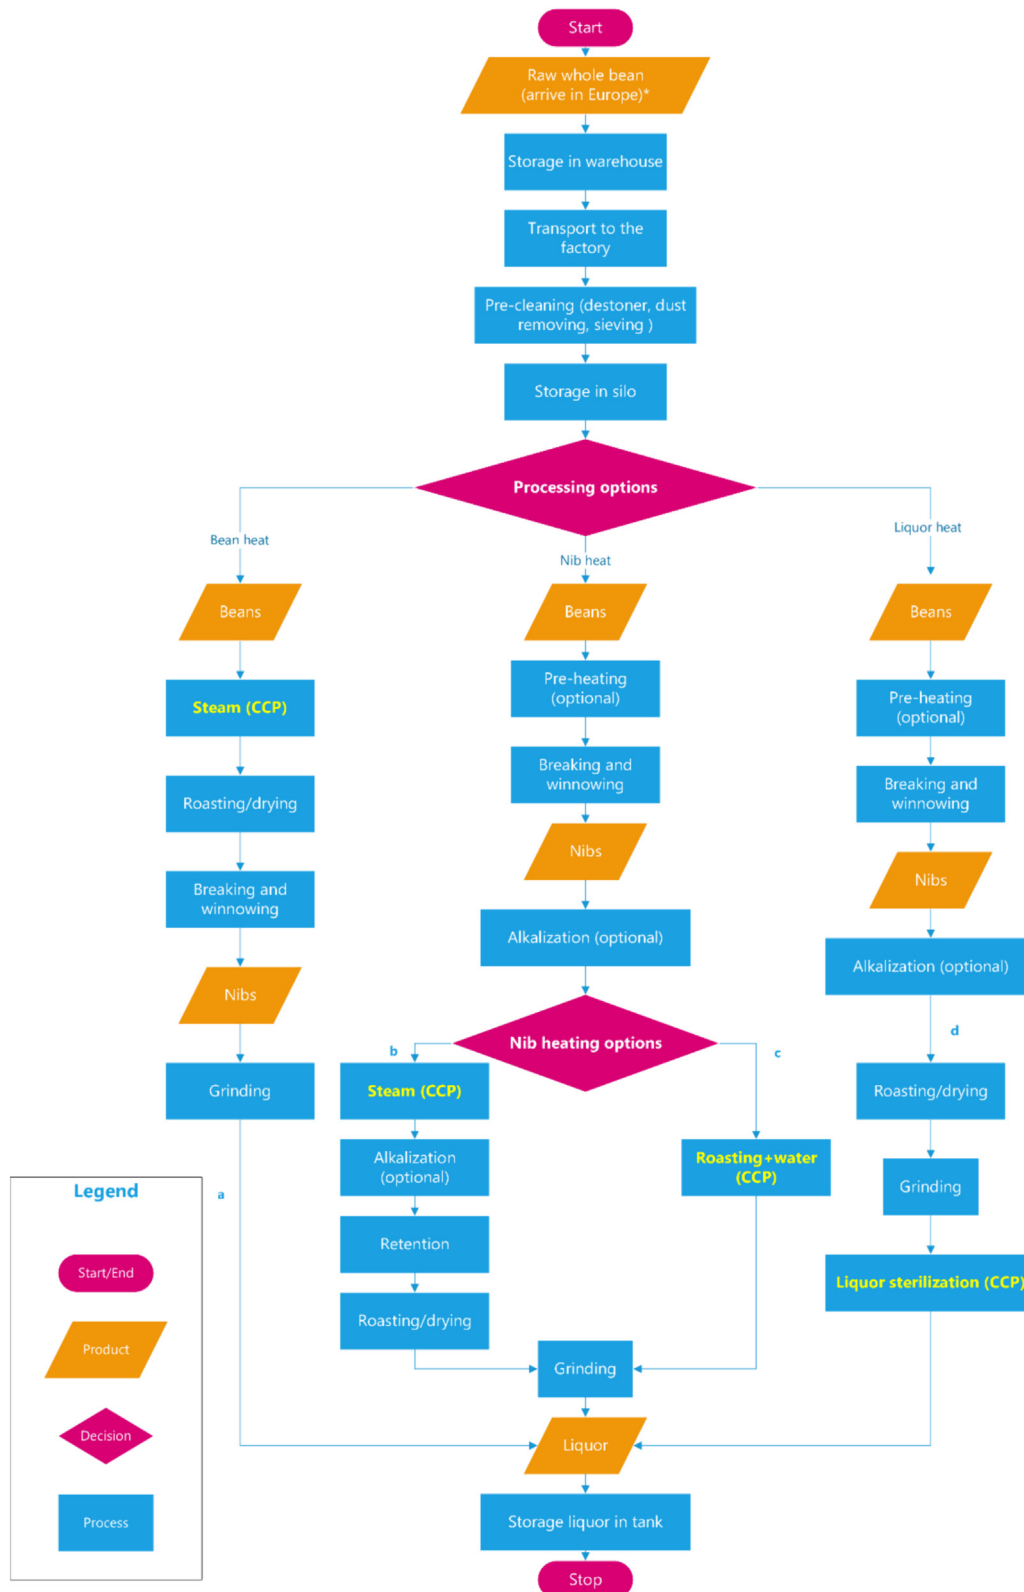 Start
Raw whole bean
(arrive in Europe)*
Storage in warehouse
Transport to the
factory
Pre-cleaning (destoner, dust
removing, sieving )
Storage in silo
Processing options
Bean heat
Nib heat
Liquor heat
Beans
Steam (CCP)
Roasting/drying
Breaking and
winnowing
Nibs
Grinding
a
Beans
Pre-heating
(optional)
Breaking and
winnowing
Nibs
Alkalization (optional)
Nib heating options
b
Steam (CCP)
Alkalization
(optional)
Retention
Roasting/drying
c
Roasting+water
(CCP)
Grinding
Beans
Pre-heating
(optional)
Breaking and
winnowing
Nibs
Alkalization (optional)
d
Roasting/drying
Grinding
Liquor sterilization (CCP)
Liquor
Storage liquor in tank
Stop
Legend
Start/End
Product
Decision
Process